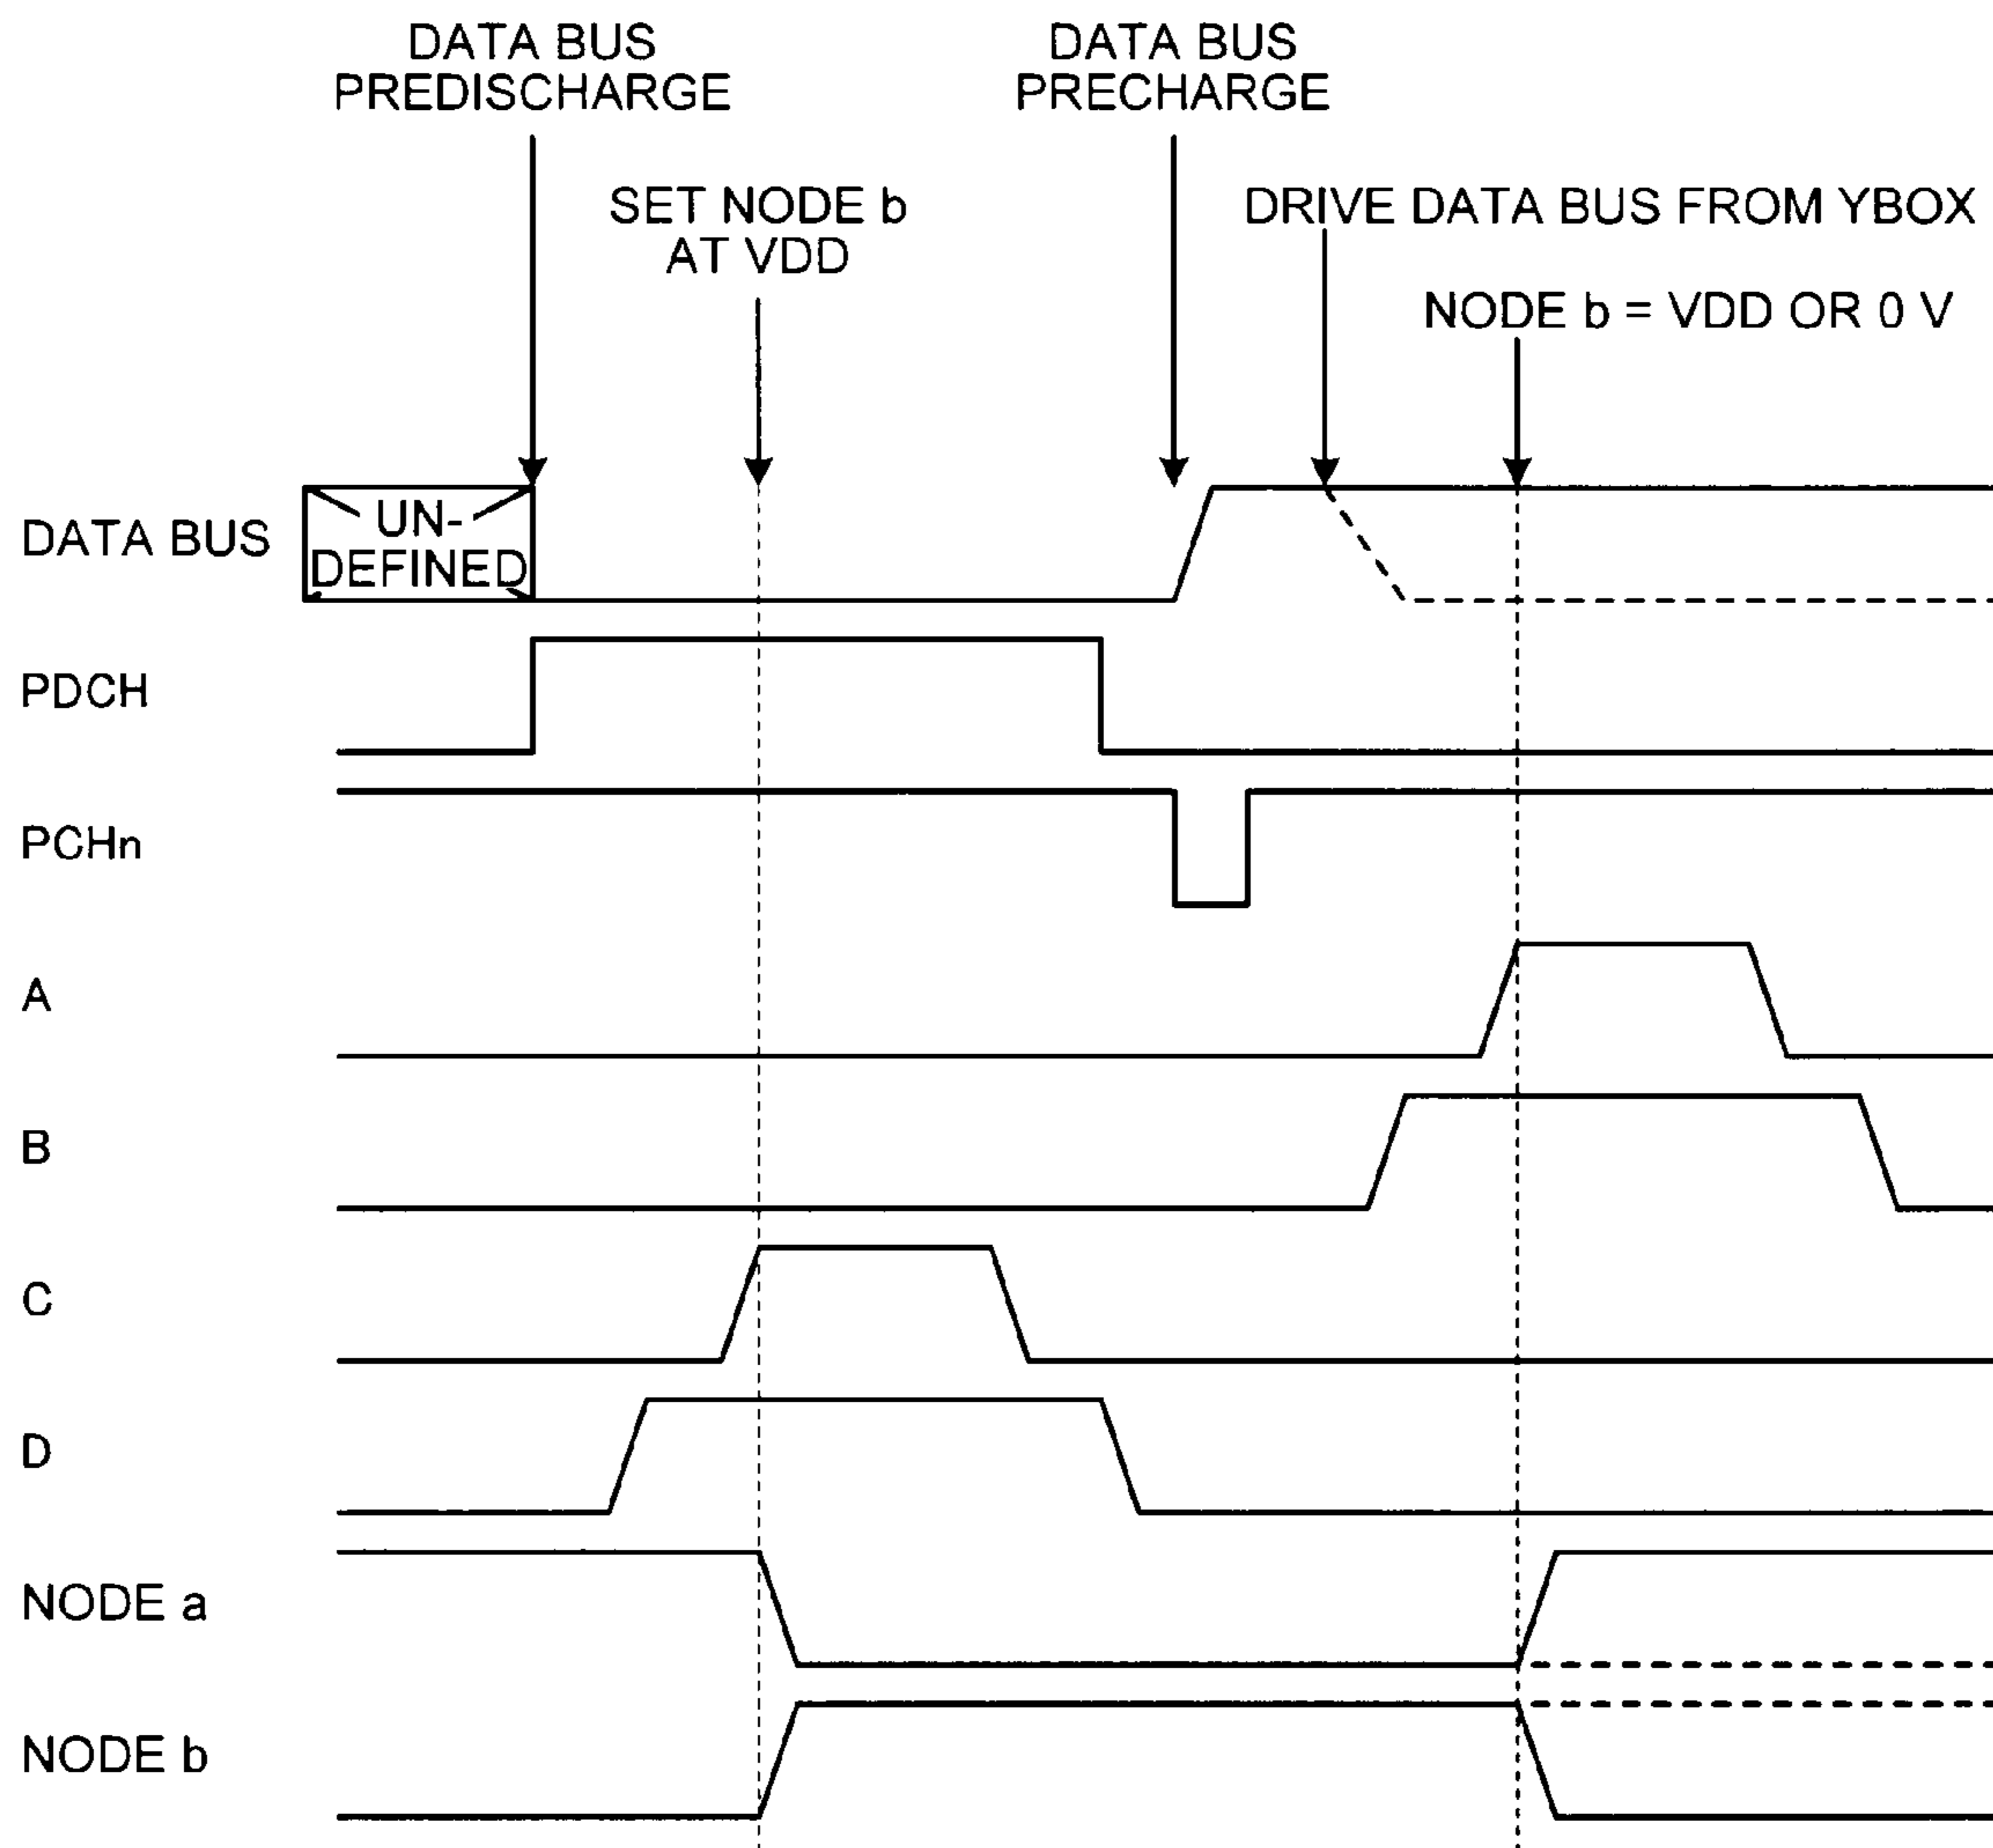 DATA BUS
PREDISCHARGE
DATA BUS
PRECHARGE
SET NODE b
AT VDD
DRIVE DATA BUS FROM YBOX
NODE b = VDD OR 0 V
DATA BUS
UN-
DEFINED
PDCH
PCHn
A
B
C
D
NODE a
NODE b